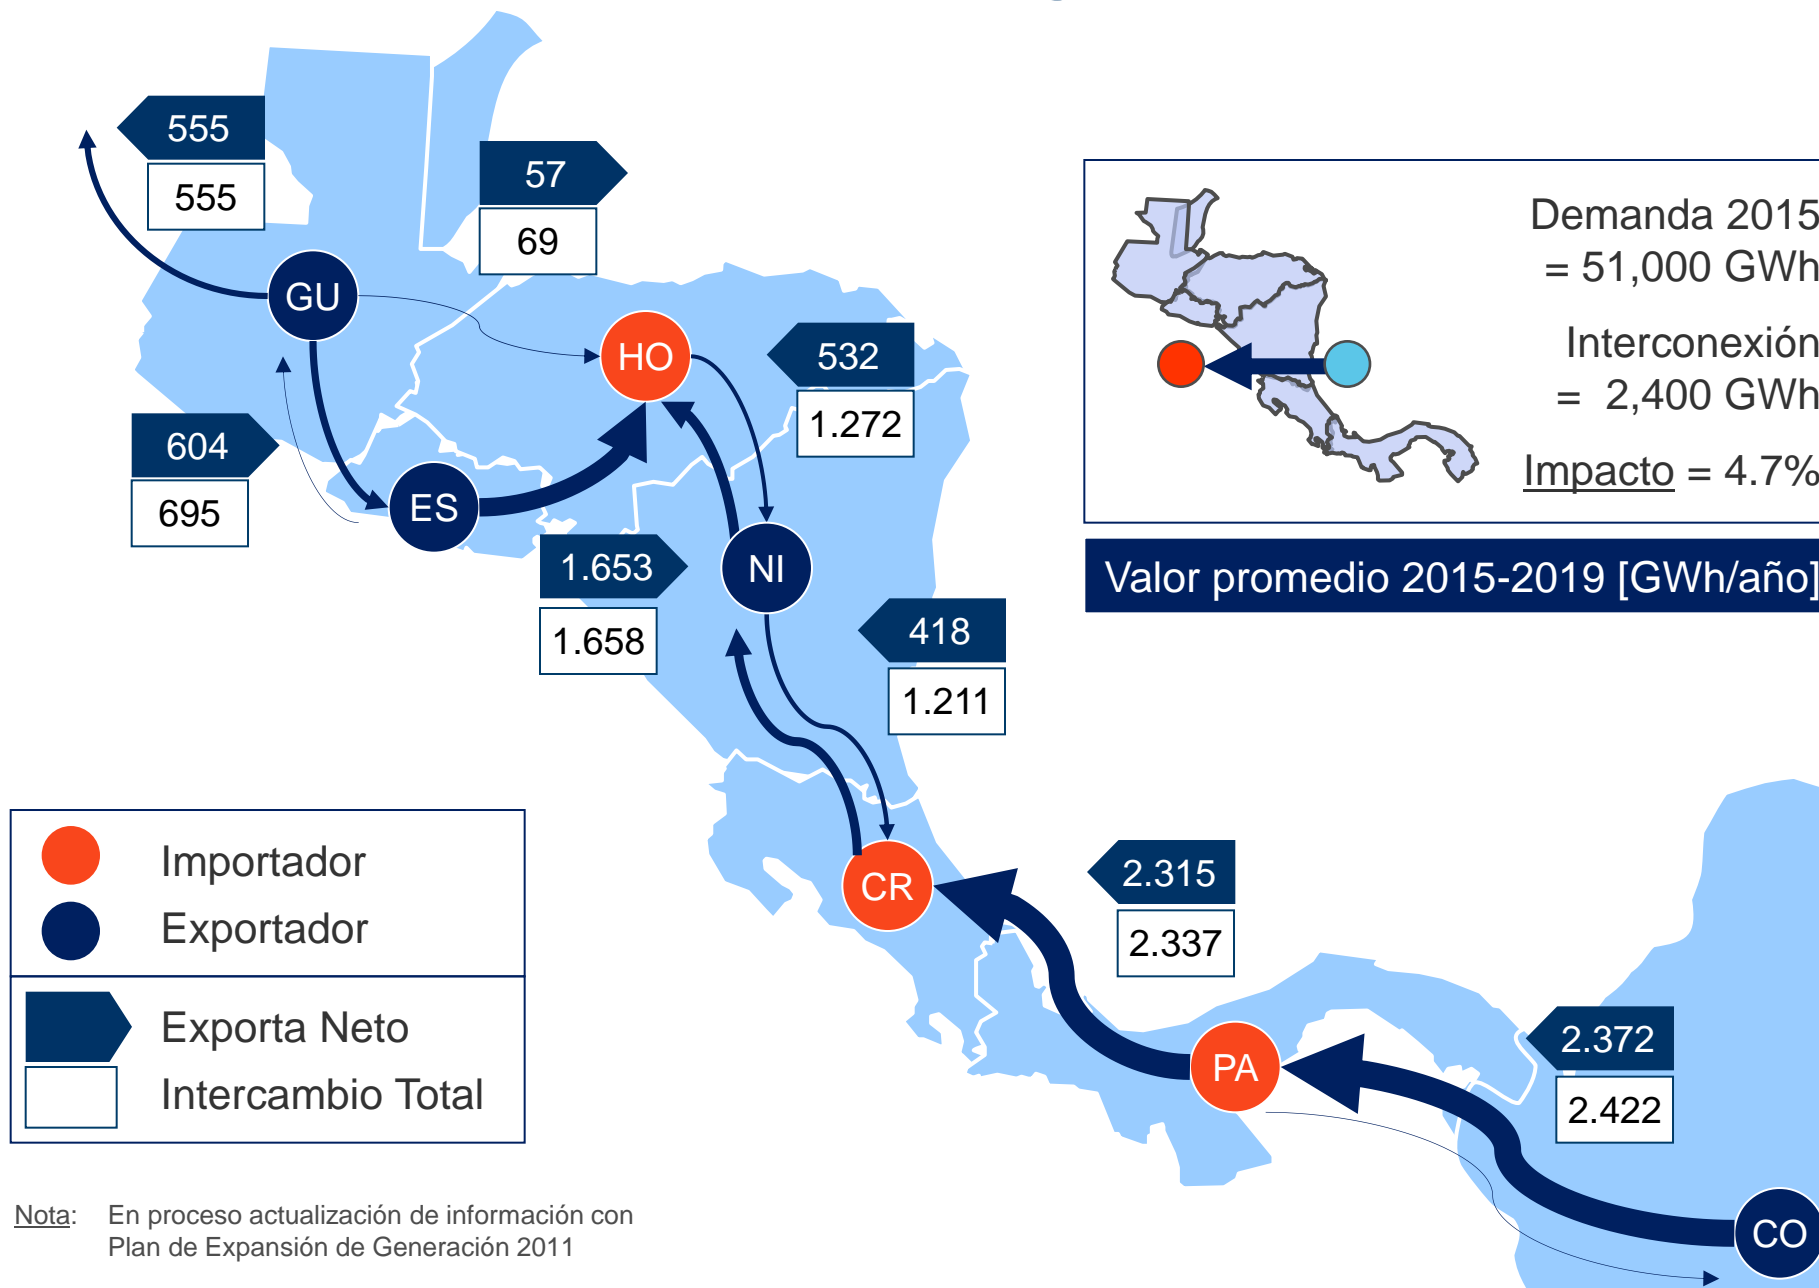 555
555
57
69
GU
HO
532
1.272
604
695
ES
1.653
1.658
NI
418
1.211
Demanda 2015
= 51,000 GWh
Interconexión
= 2,400 GWh
Impacto = 4.7%
Valor promedio 2015-2019 [GWh/año]
CR
2.315
2.337
PA
2.372
2.422
CO
Importador
Exportador
Exporta Neto
Intercambio Total
Nota: En proceso actualización de información con
Plan de Expansión de Generación 2011